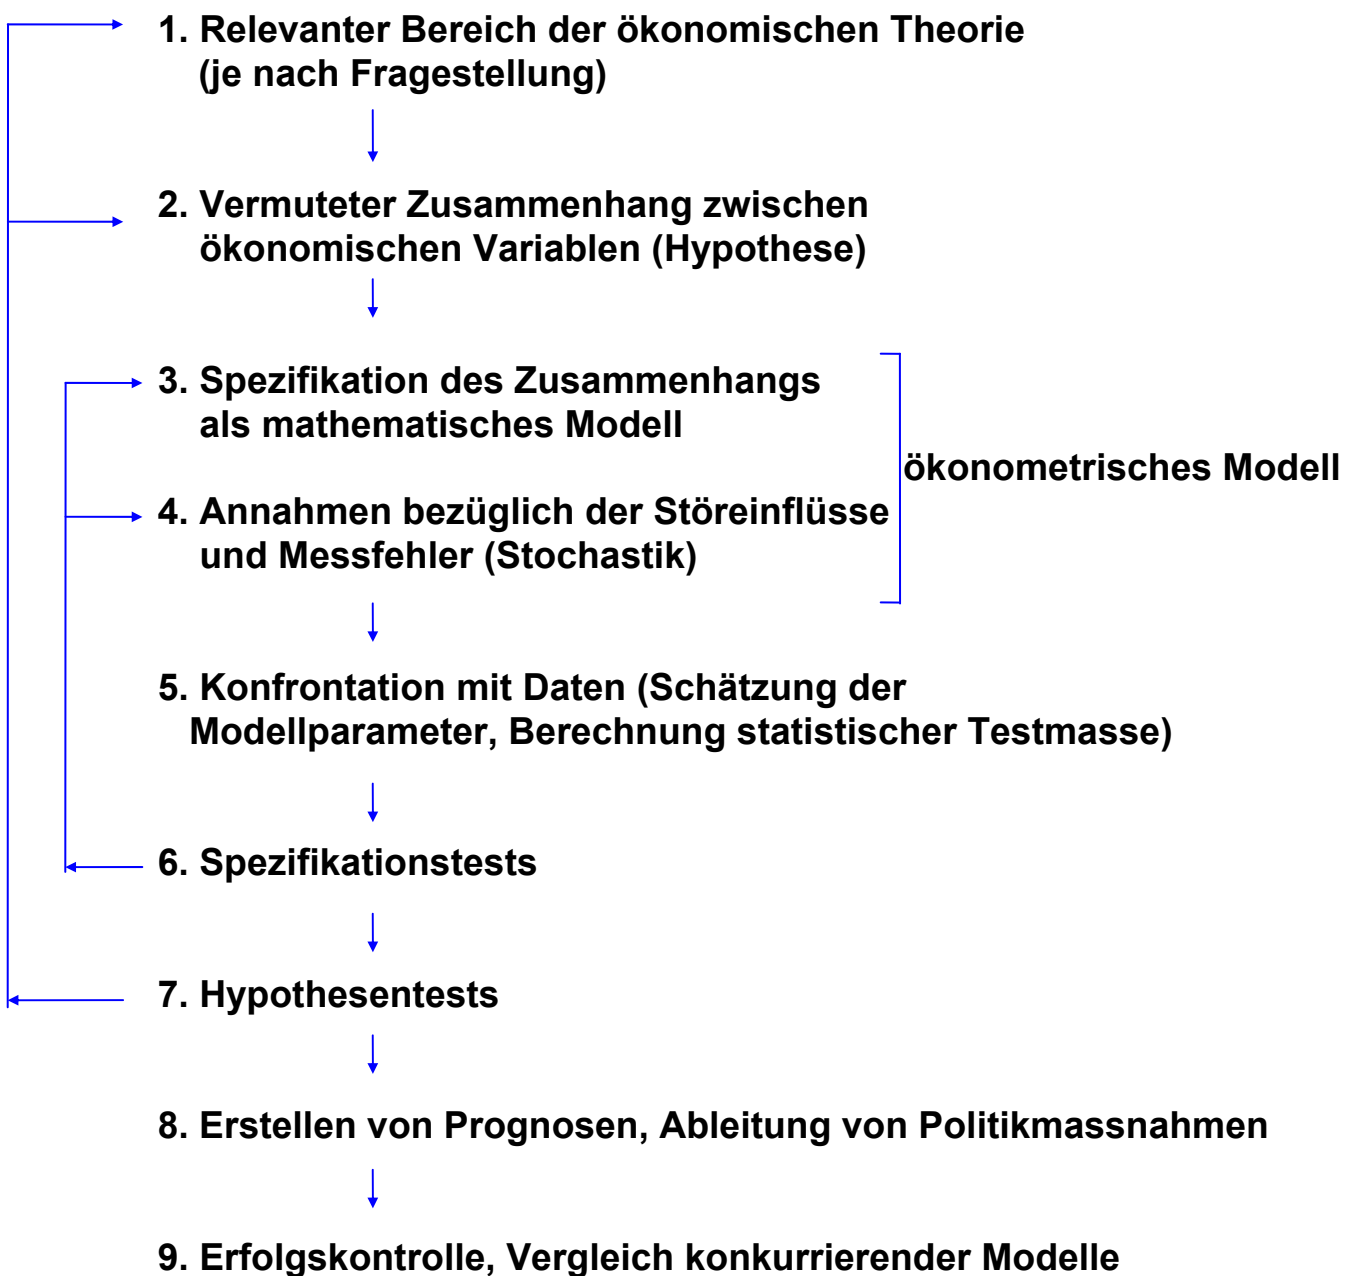 1. Relevanter Bereich der ökonomischen Theorie
(je nach Fragestellung)
2. Vermuteter Zusammenhang zwischen
ökonomischen Variablen (Hypothese)
3. Spezifikation des Zusammenhangs
als mathematisches Modell
ökonometrisches Modell
4. Annahmen bezüglich der Störeinflüsse
und Messfehler (Stochastik)
5. Konfrontation mit Daten (Schätzung der
Modellparameter, Berechnung statistischer Testmasse)
6. Spezifikationstests
7. Hypothesentests
8. Erstellen von Prognosen, Ableitung von Politikmassnahmen
9. Erfolgskontrolle, Vergleich konkurrierender Modelle